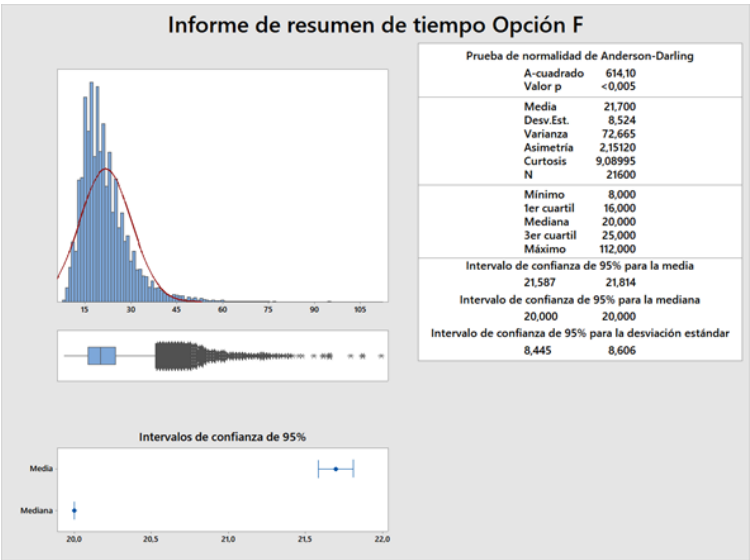 Informe de resumen de tiempo Opción F
15 30 45 60 75 90 105
Intervalos de confianza de 95%
Media
Mediana
20,0 20,5 21,0 21,5 22,0
Prueba de normalidad de Anderson-Darling
A-cuadrado 614,10
Valor p <0,005
Media 21,700
Desv.Est. 8,524
Varianza 72,665
Asimetría 2,15120
Curtosis 9,08995
N 21600
Mínimo 8,000
1er cuartil 16,000
Mediana 20,000
3er cuartil 25,000
Máximo 112,000
Intervalo de confianza de 95% para la media
21,587 21,814
Intervalo de confianza de 95% para la mediana
20,000 20,000
Intervalo de confianza de 95% para la desviación estándar
8,445 8,606